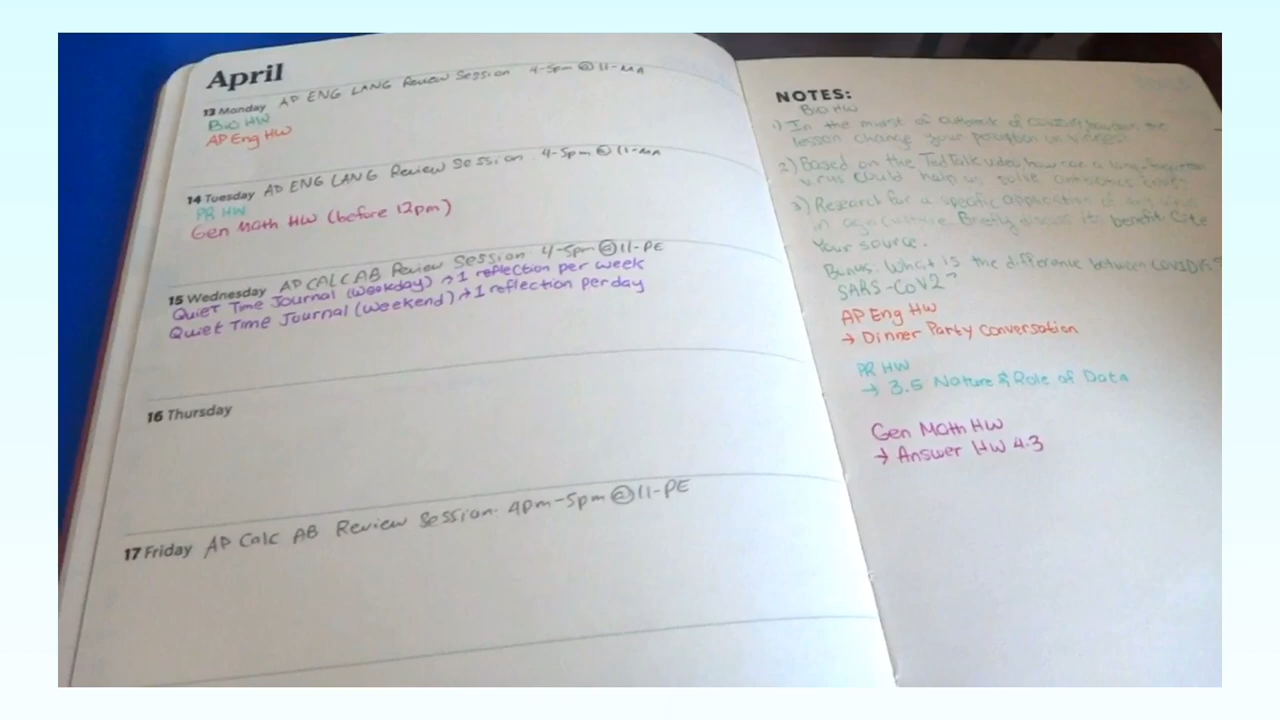 April
13 Monday AP ENG LANG Review Session 4-5pm @ 11-MA
Bio HW
AP Eng HW
14 Tuesday AP ENG LANG Review Session 4-5pm @ 11-MA
PR HW
Gen Math HW (before 12pm)
15 Wednesday AP CALC AB Review Session 4-5pm @ 11-PE
Quiet Time Journal (Weekday) → 1 reflection per week
Quiet Time Journal (Weekend) → 1 reflection per day
16 Thursday
17 Friday AP Calc AB Review Session: 4pm-5pm @ 11-PE
NOTES:
Bio HW
1) In the midst of outbreak of the
lesson change your perception in viruses?
2) Based on the TedTalk video, how can a
virus could help us solve antibiotics crisis
3) Research for a specific application of
in agriculture. Briefly discuss its benefit. Cite
your source.
Bonus: What is the difference between COVID19 &
SARS-CoV2?
AP Eng HW
→ Dinner Party Conversation
PR HW
→ 3.5 Nature & Role of Data
Gen Math HW
→ Answer HW 4.3